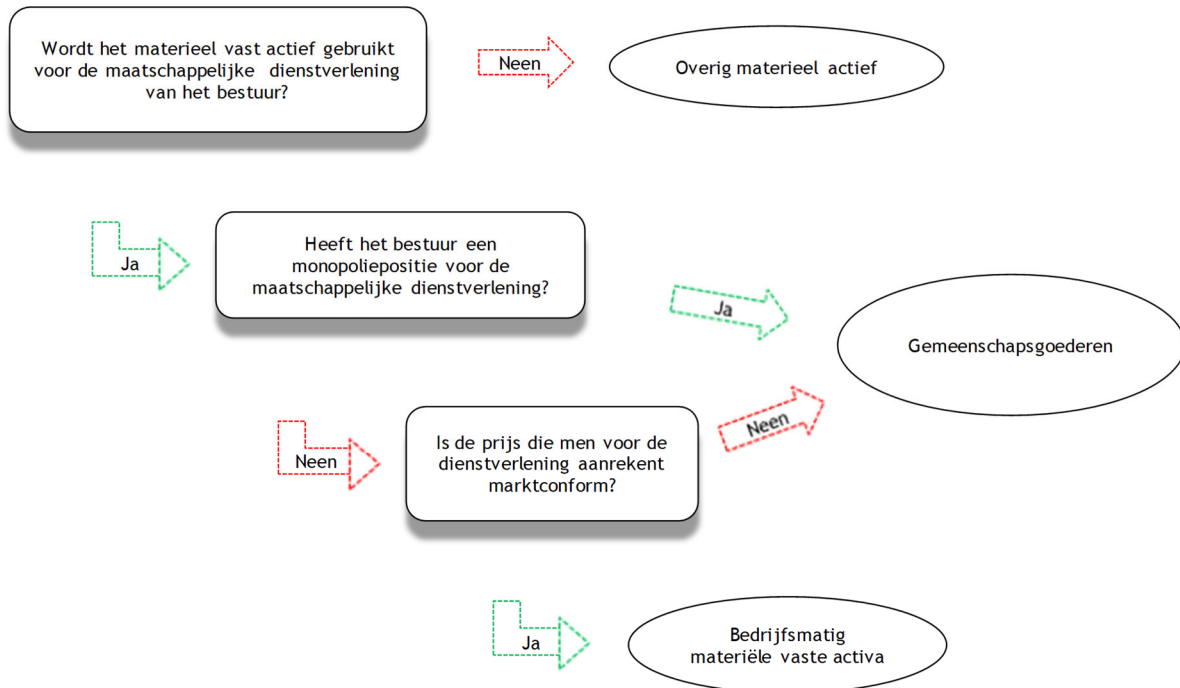 Wordt het materieel vast actief gebruikt
voor de maatschappelijke dienstverlening
van het bestuur?
Neen
Overig materieel actief
Ja
Heeft het bestuur een
monopoliepositie voor de
maatschappelijke dienstverlening?
Ja
Gemeenschapsgoederen
Neen
Is de prijs die men voor de
dienstverlening aanrekent
marktconform?
Neen
Ja
Bedrijfsmatig
materiële vaste activa